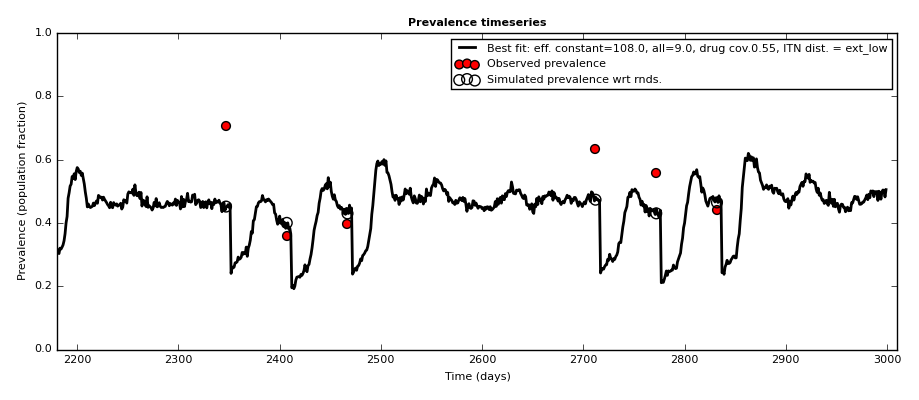 Prevalence timeseries
Best fit: eff. constant=108.0, all=9.0, drug cov.0.55, ITN dist. = ext_low
Observed prevalence
Simulated prevalence wrt rnds.
Prevalence (population fraction)
1.0
0.8
0.6
0.4
0.2
0.0
2200 2300 2400 2500 2600 2700 2800 2900 3000
Time (days)